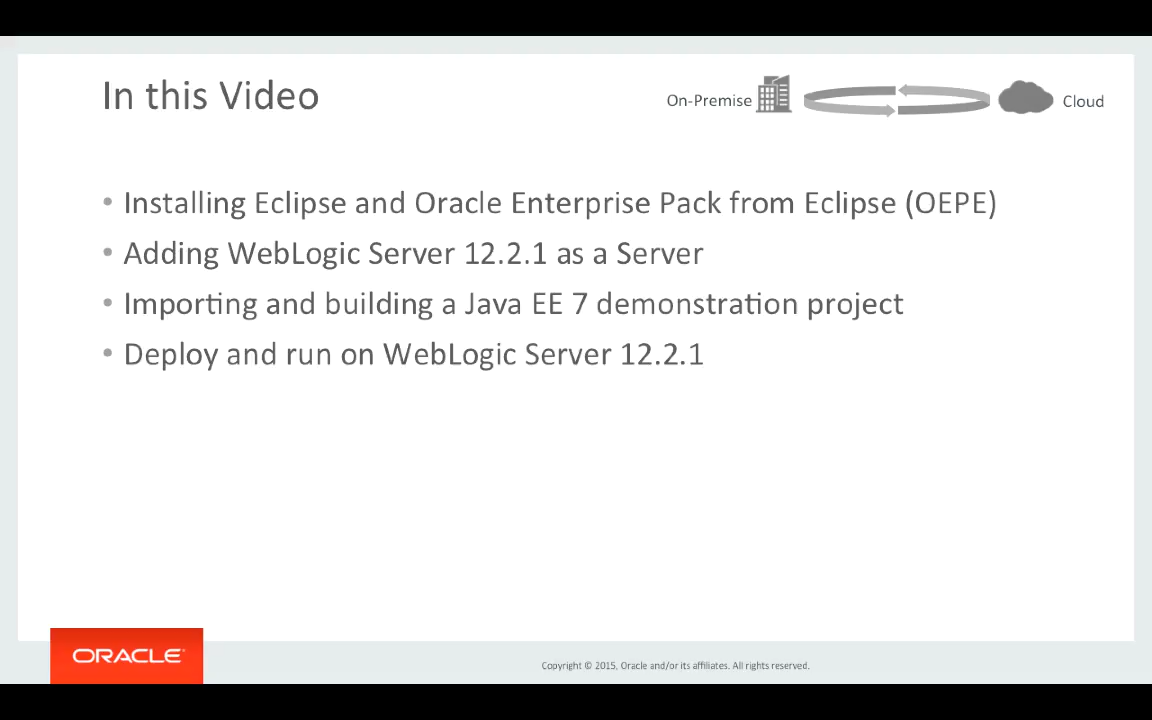 In this Video
On-Premise
Cloud
• Installing Eclipse and Oracle Enterprise Pack from Eclipse (OEPE)
• Adding WebLogic Server 12.2.1 as a Server
• Importing and building a Java EE 7 demonstration project
• Deploy and run on WebLogic Server 12.2.1
ORACLE
Copyright © 2015, Oracle and/or its affiliates. All rights reserved.